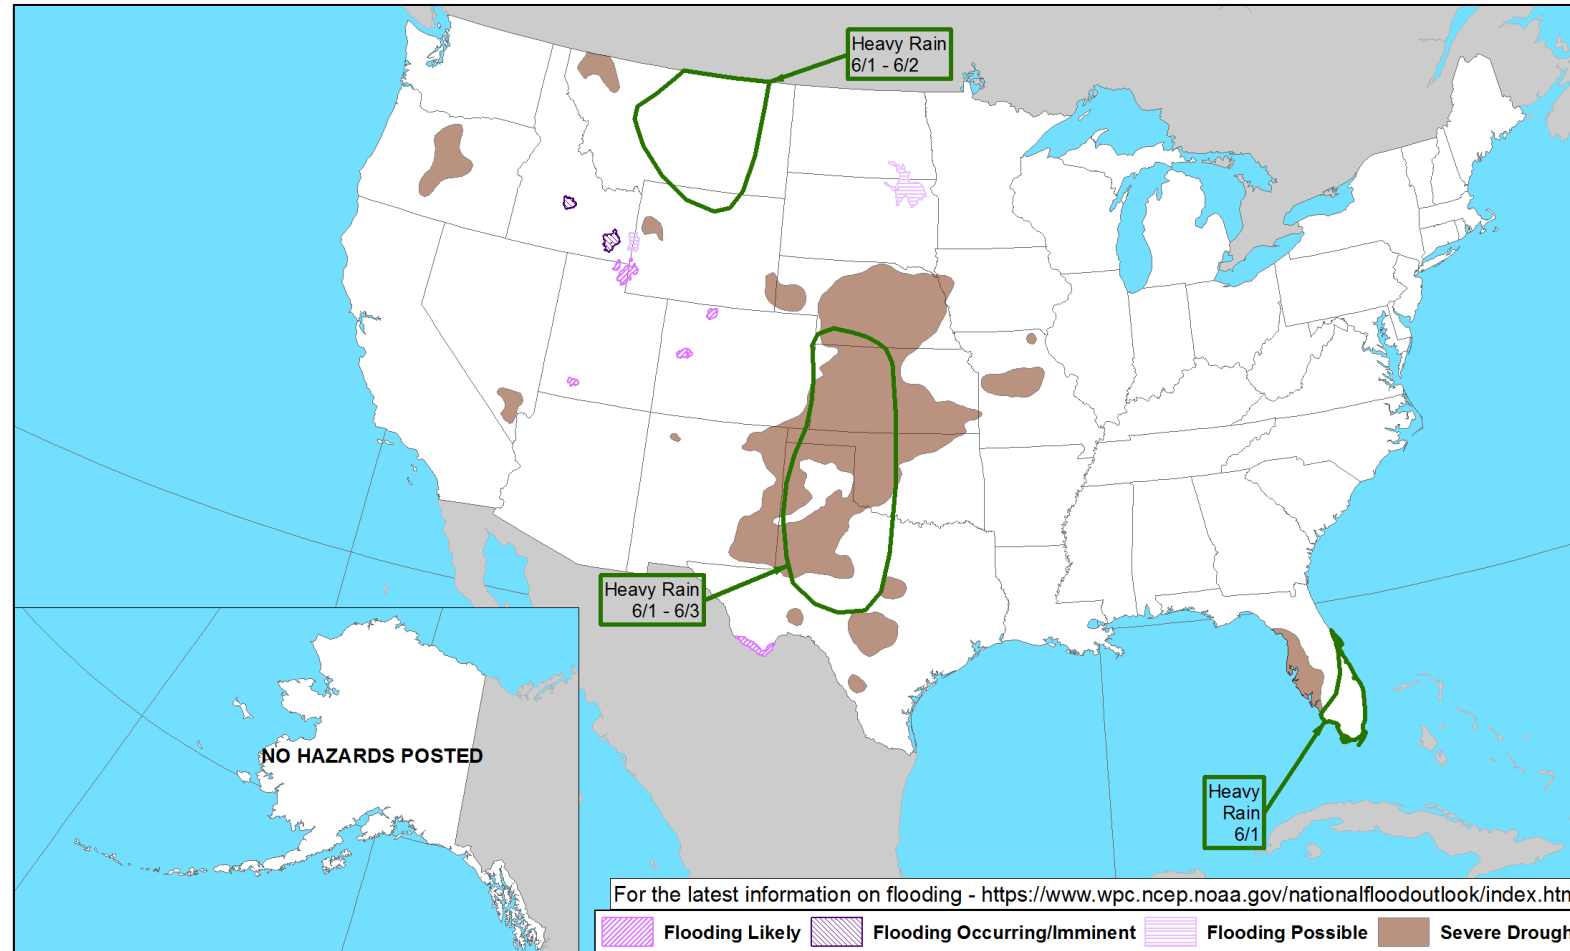 Heavy Rain
6/1 - 6/2
Heavy Rain
6/1 - 6/3
NO HAZARDS POSTED
Heavy
Rain
6/1
For the latest information on flooding - https://www.wpc.ncep.noaa.gov/nationalfloodoutlook/index.htm
Flooding Likely Flooding Occurring/Imminent Flooding Possible Severe Drough